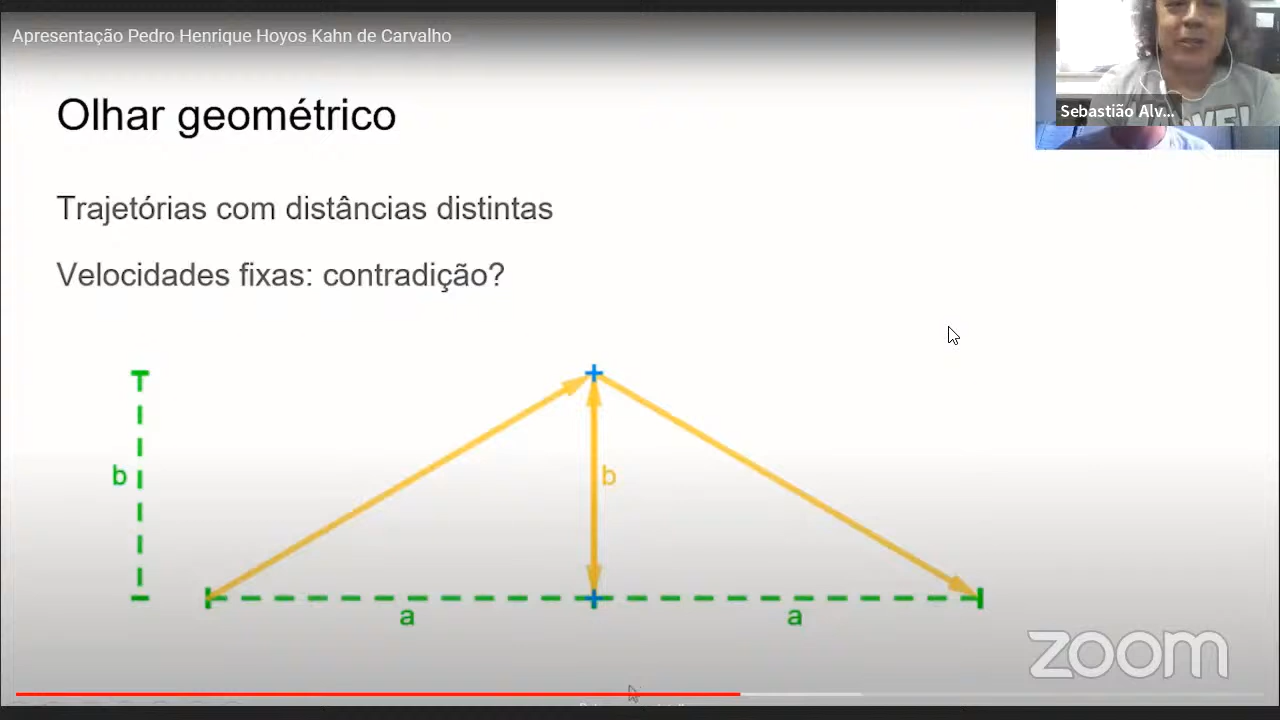 Apresentação Pedro Henrique Hoyos Kahn de Carvalho
Sebastião Alv...
Olhar geométrico
Trajetórias com distâncias distintas
Velocidades fixas: contradição?
b
b
a
a
zoom